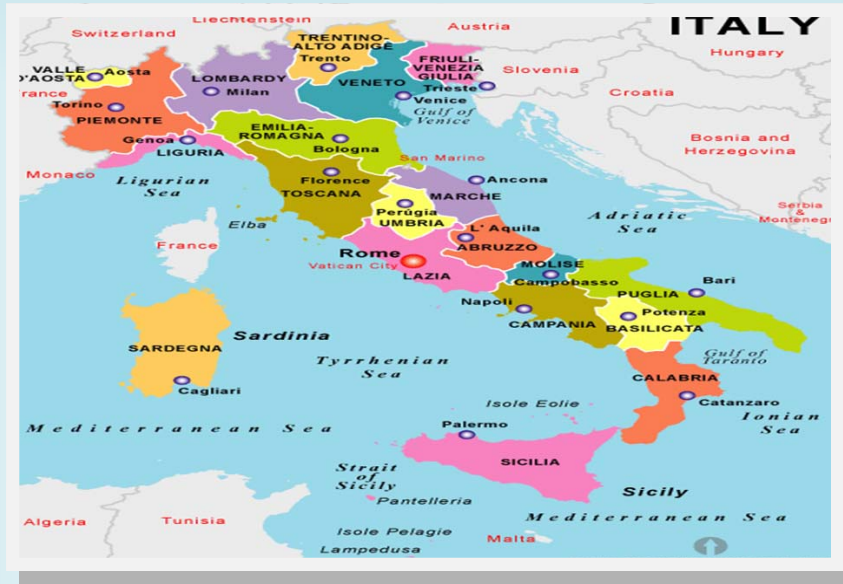 Liechtenstein
ITALY
Switzerland
Austria
TRENTINO-
ALTO ADIGE
Trento
Hungary
FRIULI-
VENEZIA
GIULIA
Slovenia
VALLE
D'AOSTA
Aosta
LOMBARDY
Milan
VENETO
Trieste
Venice
Croatia
rance
Torino
PIEMONTE
Gulf of
Venice
EMILIA-
ROMAGNA
Bologna
Genoa
LIGURIA
Bosnia and
Herzegovina
San Marino
Monaco
Ligurian
Sea
Florence
TOSCANA
Ancona
MARCHE
Perugia
UMBRIA
Serbia
&
Montenegr
Adriatic
Sea
Elba
France
L' Aquila
ABRUZZO
Rome
Vatican City
LAZIA
MOLISE
Campobasso
Bari
PUGLIA
Napoli
CAMPANIA
Potenza
BASILICATA
Sardinia
SARDEGNA
Cagliari
Tyrrhenian
Sea
Gulf of
Taranto
CALABRIA
Catanzaro
Isole Eolie
Ionian
Sea
Mediterranean Sea
Palermo
SICILIA
Strait
of
Sicily
Pantelleria
Sicily
Mediterranean Sea
Algeria
Tunisia
Isole Pelagie
Lampedusa
Malta